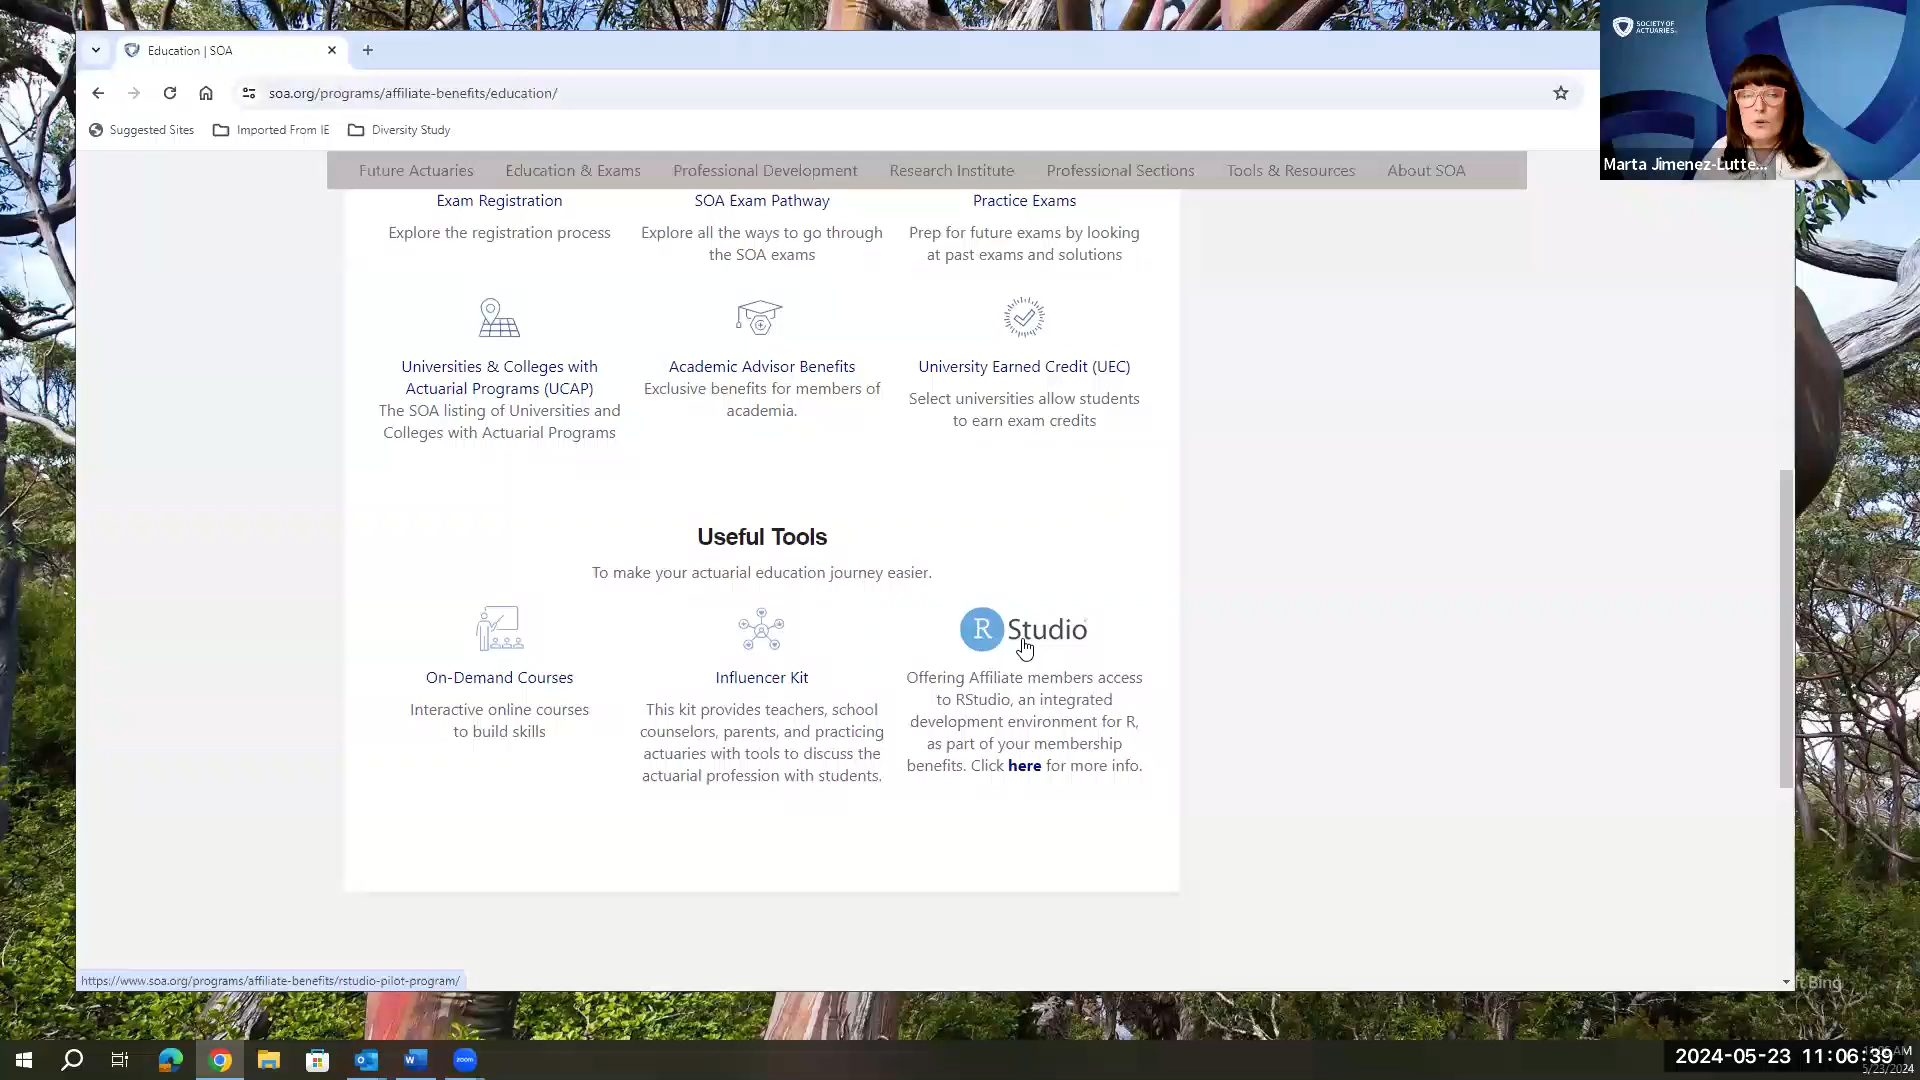 Education | SOA
soa.org/programs/affiliate-benefits/education/
Suggested Sites
Imported From IE
Diversity Study
SOCIETY OF
ACTUARIES
Marta Jimenez-Lutte...
Future Actuaries
Education & Exams
Professional Development
Research Institute
Professional Sections
Tools & Resources
About SOA
Exam Registration
Explore the registration process
SOA Exam Pathway
Explore all the ways to go through
the SOA exams
Practice Exams
Prep for future exams by looking
at past exams and solutions
Universities & Colleges with
Actuarial Programs (UCAP)
The SOA listing of Universities and
Colleges with Actuarial Programs
Academic Advisor Benefits
Exclusive benefits for members of
academia.
University Earned Credit (UEC)
Select universities allow students
to earn exam credits
Useful Tools
To make your actuarial education journey easier.
On-Demand Courses
Interactive online courses
to build skills
Influencer Kit
This kit provides teachers, school
counselors, parents, and practicing
actuaries with tools to discuss the
actuarial profession with students.
R Studio
Offering Affiliate members access
to RStudio, an integrated
development environment for R,
as part of your membership
benefits. Click here for more info.
https://www.soa.org/programs/affiliate-benefits/rstudio-pilot-program/
ft Bing
zoom
2024-05-23 11:06:39
5/23/2024